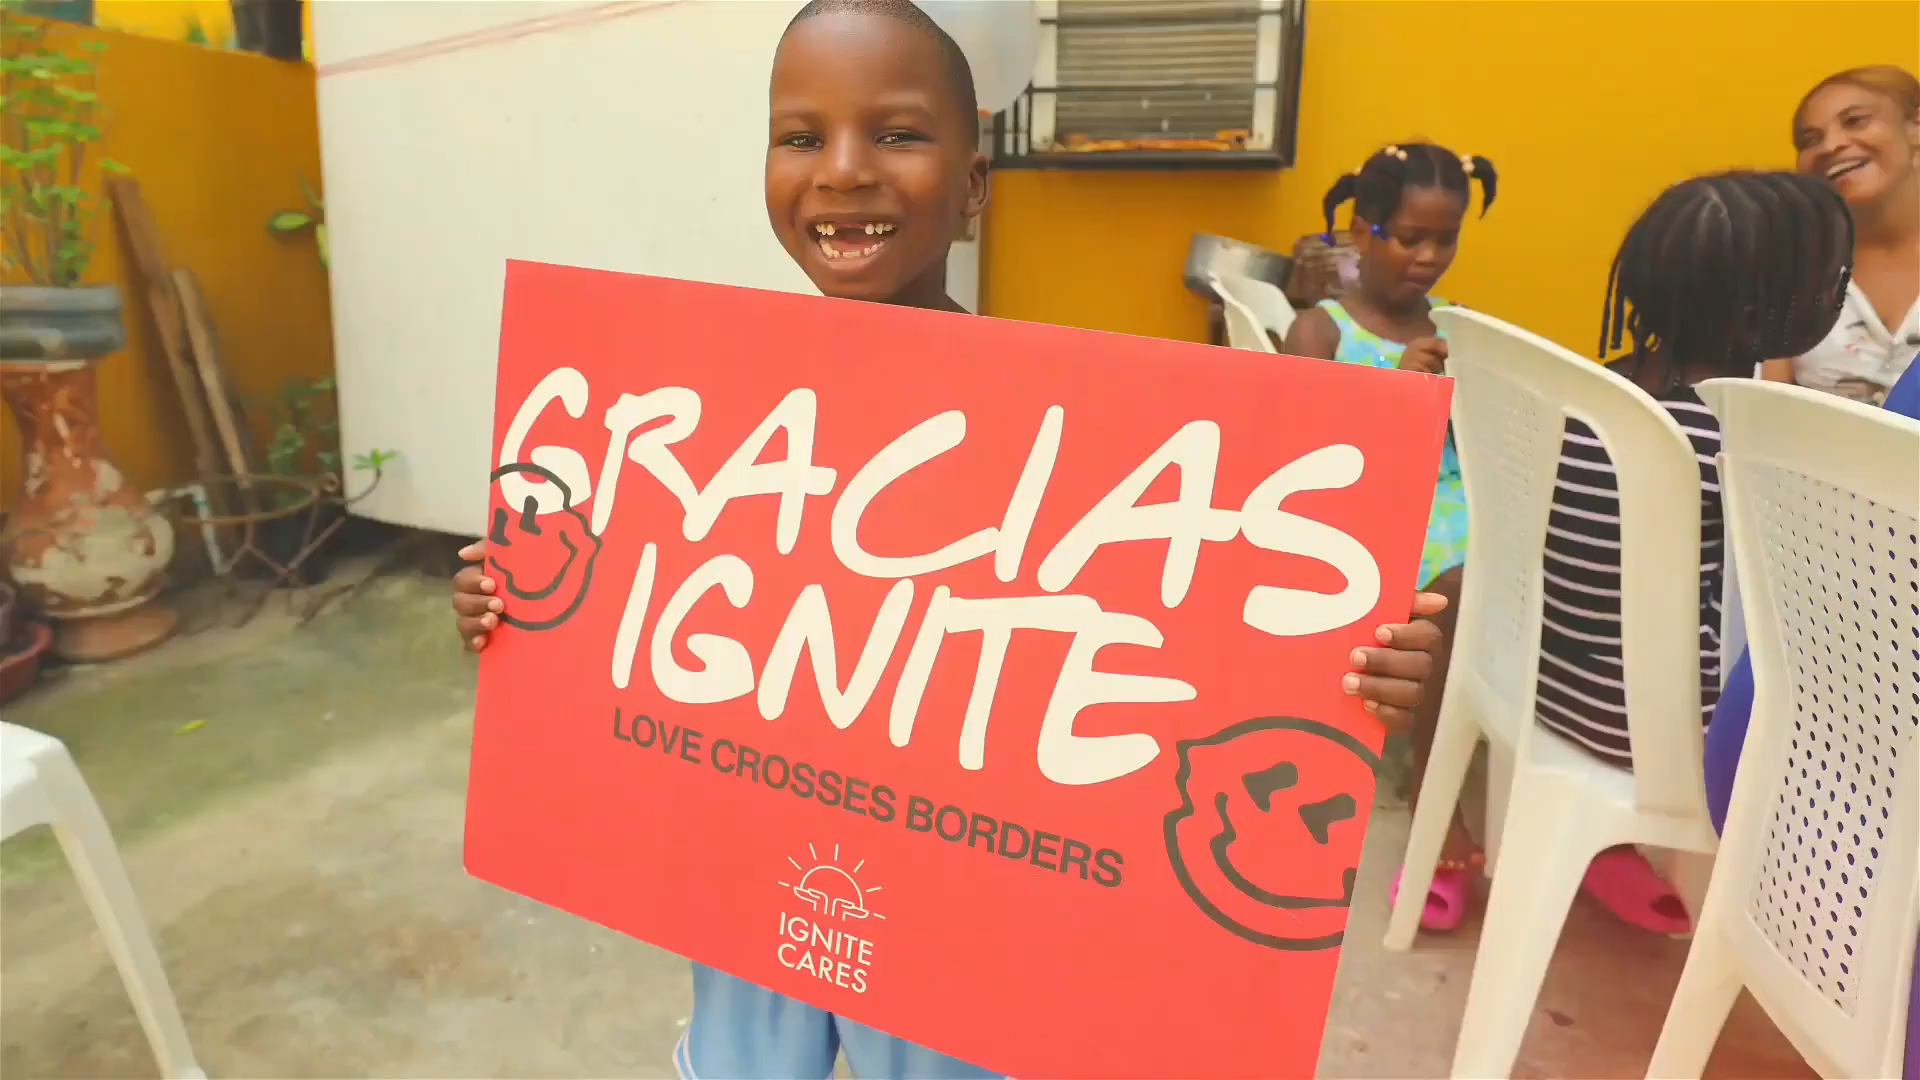 GRACIAS
IGNITE
LOVE CROSSES BORDERS
IGNITE
CARES